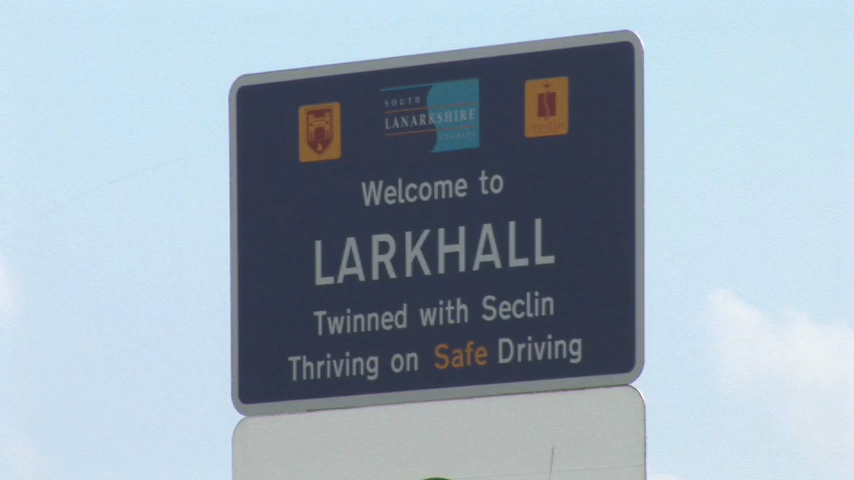 SOUTH
LANARKSHIRE
COUNCIL
Welcome to
LARKHALL
Twinned with Seclin
Thriving on Safe Driving